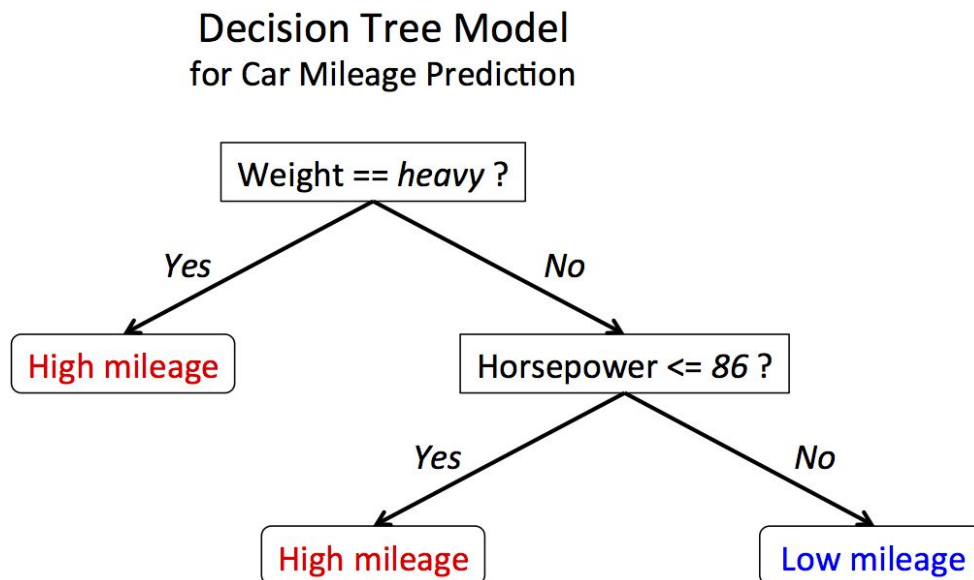 Decision Tree Model
for Car Mileage Prediction
Weight == heavy ?
Yes
No
High mileage
Horsepower <= 86 ?
Yes
No
High mileage
Low mileage